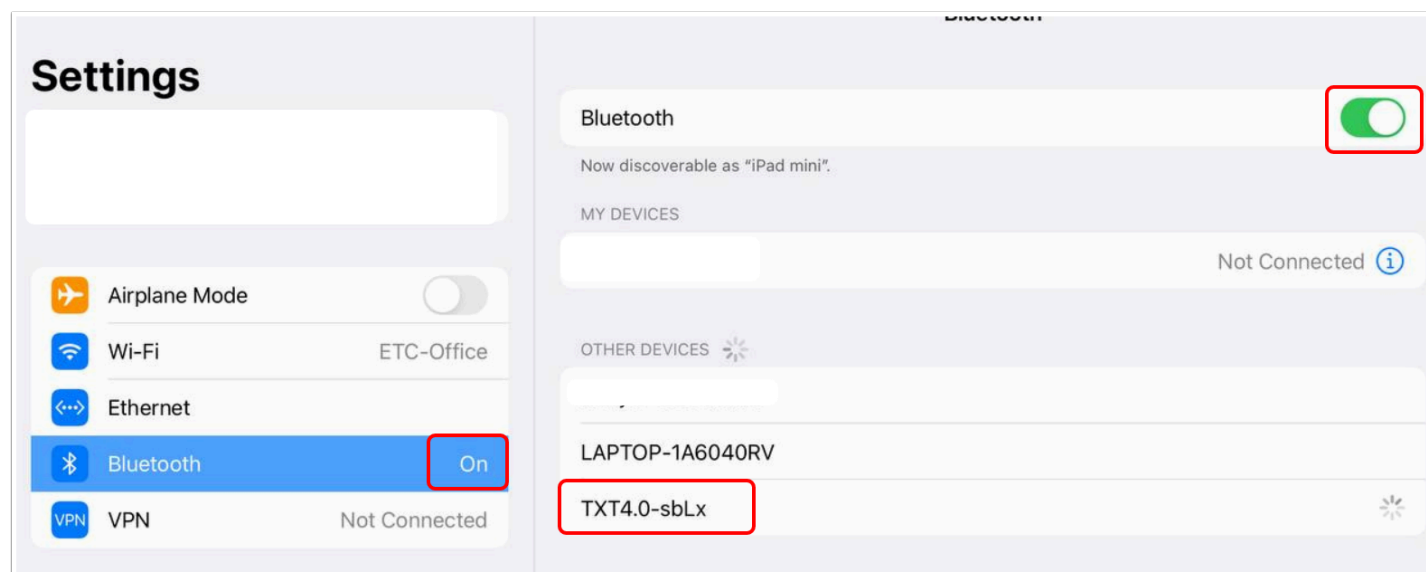 Settings
Airplane Mode
Wi-Fi ETC-Office
Ethernet
Bluetooth On
VPN VPN Not Connected
Bluetooth
Bluetooth
Now discoverable as “iPad mini”.
MY DEVICES
Not Connected
OTHER DEVICES
LAPTOP-1A6040RV
TXT4.0-sbLx